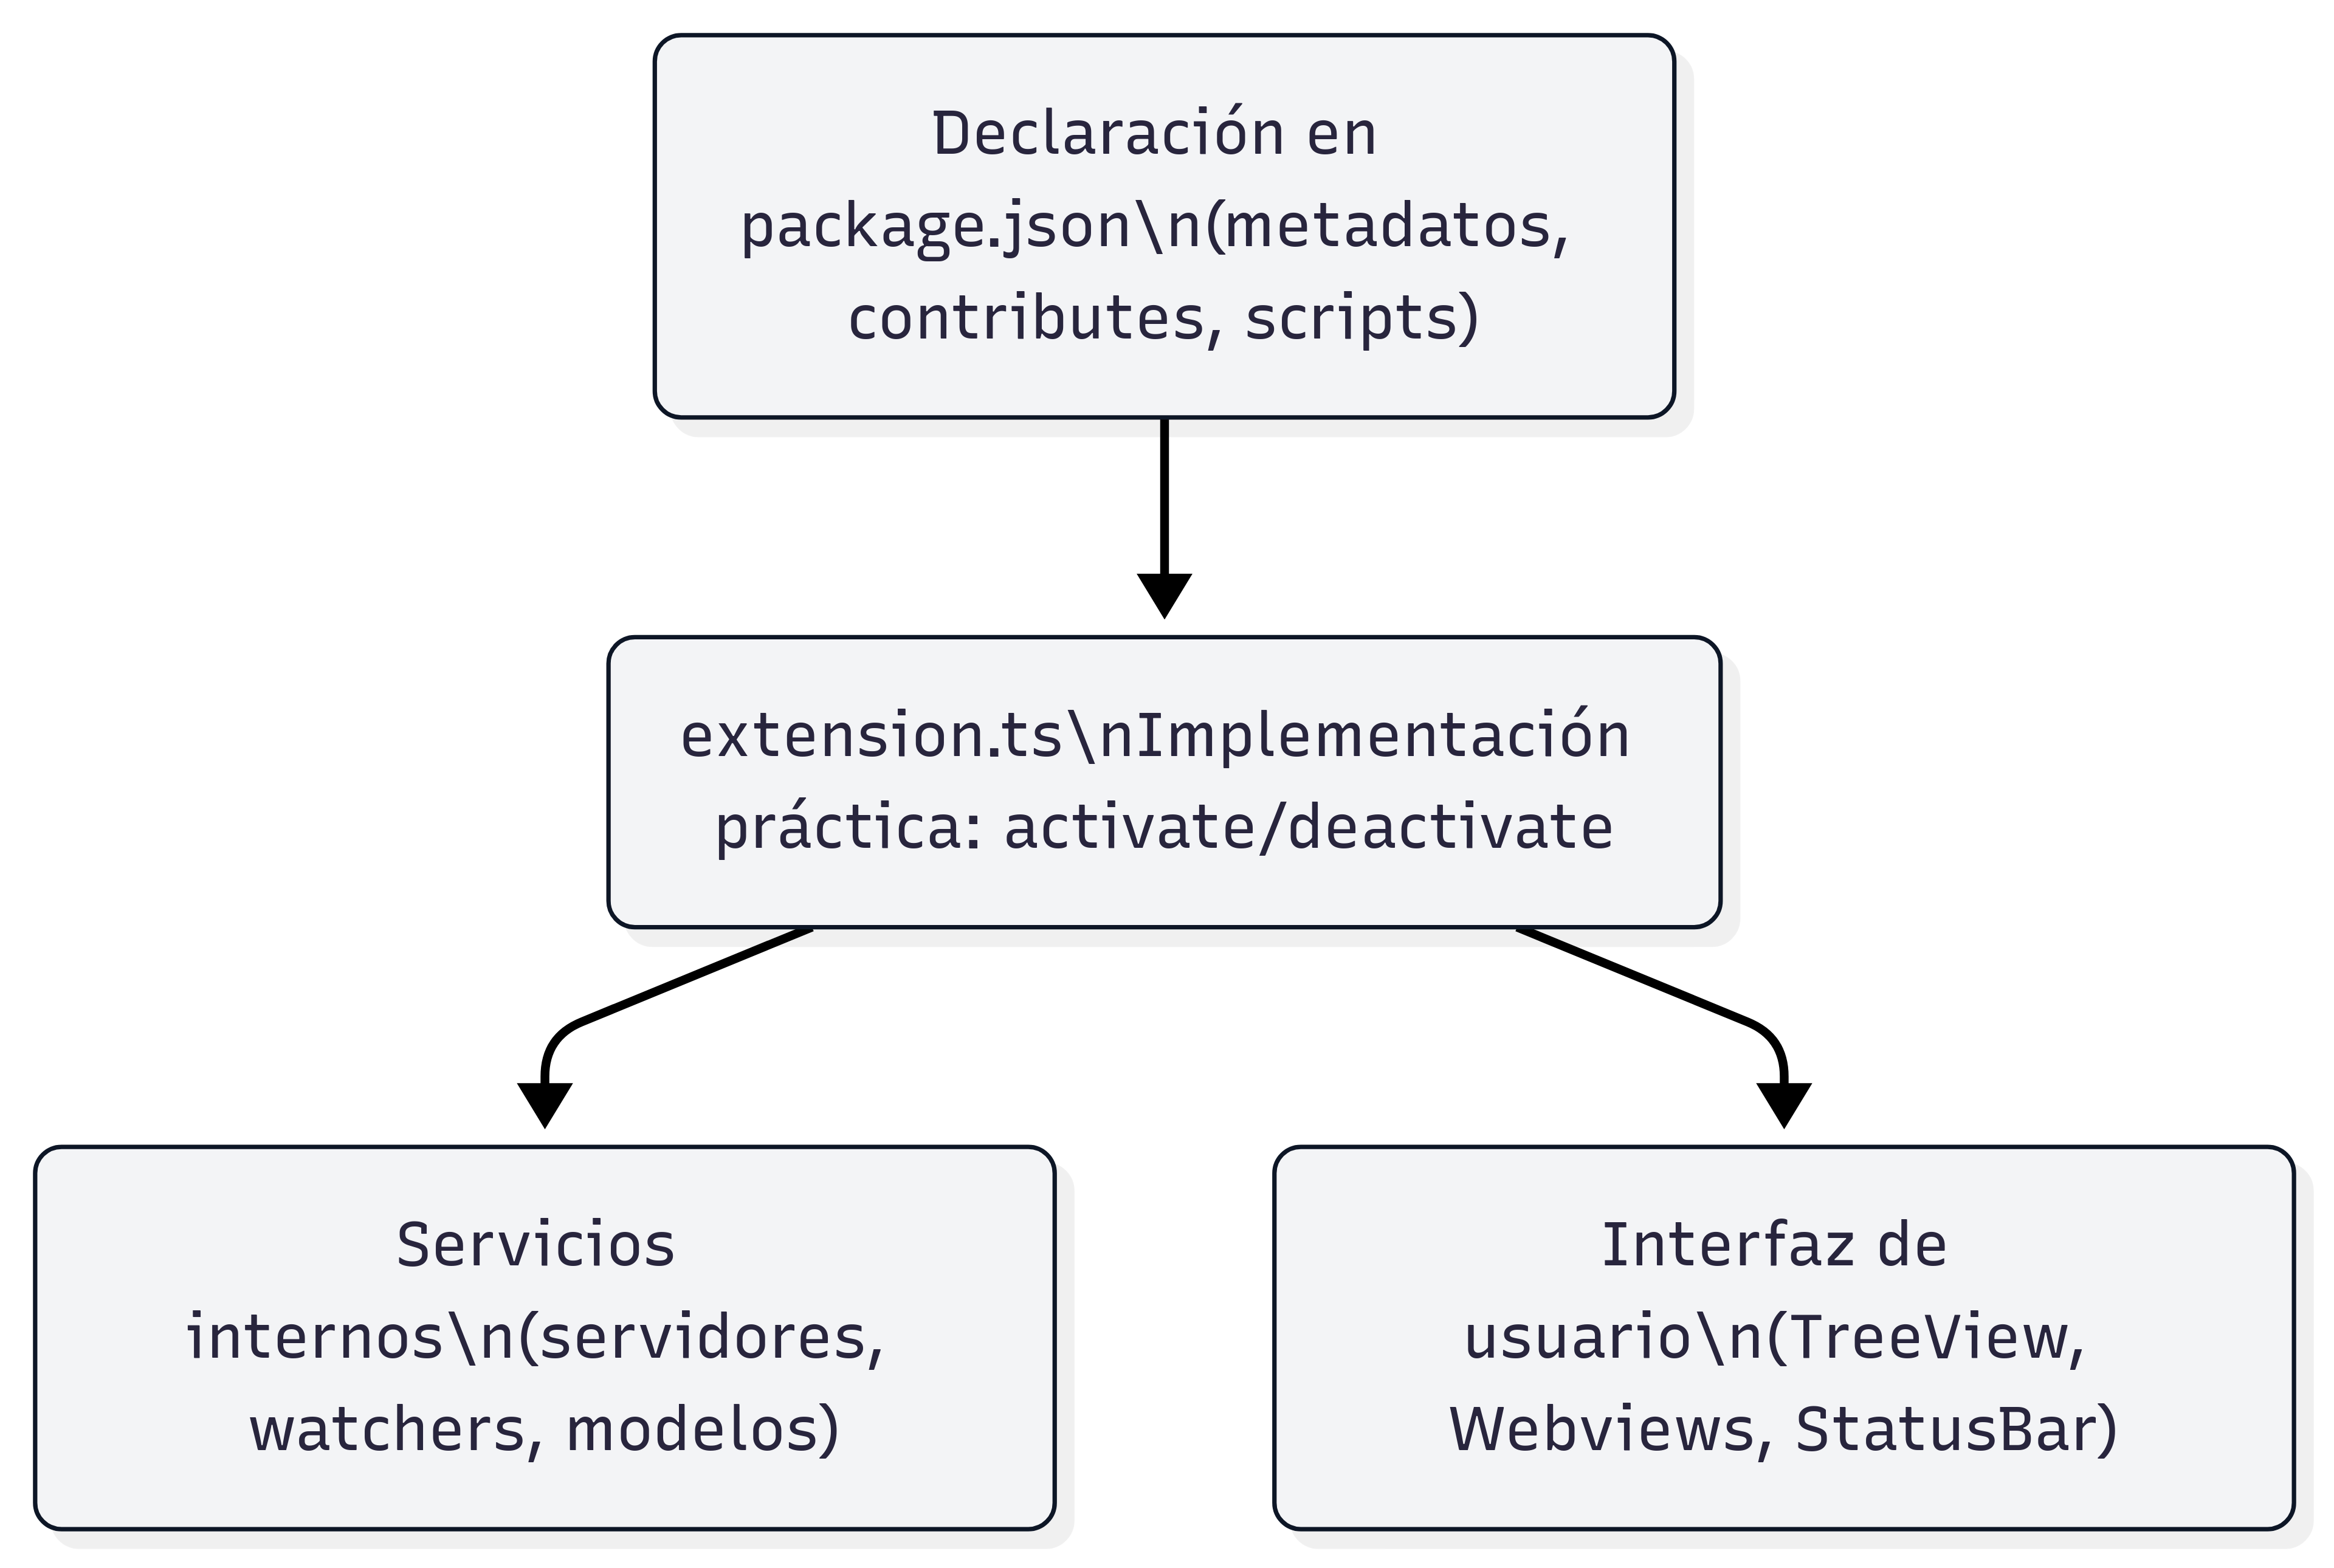 Declaración en
package.json\n(metadatos,
contributes, scripts)
extension.ts\nImplementación
práctica: activate/deactivate
Servicios
internos\n(servidores,
watchers, modelos)
Interfaz de
usuario\n(TreeView,
Webviews, StatusBar)